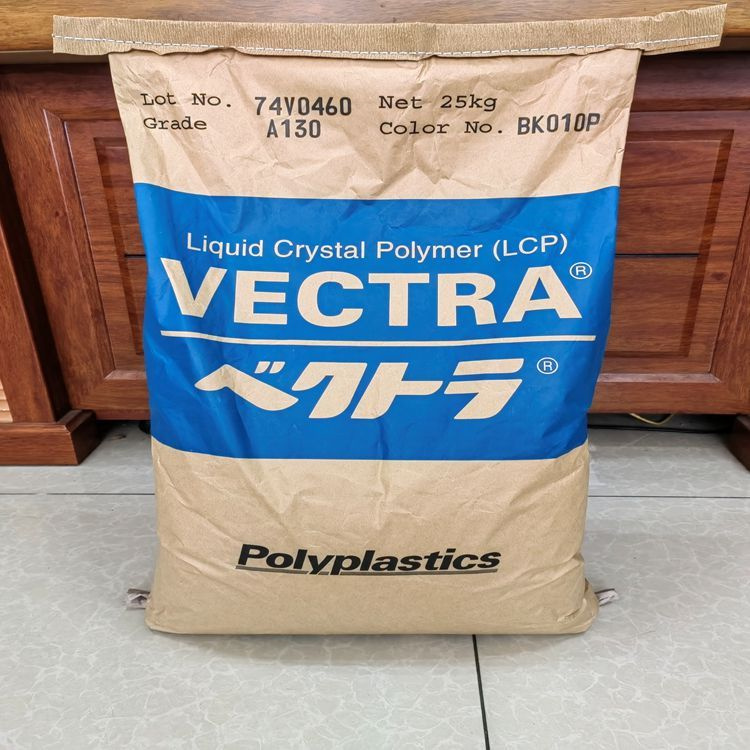 Lot No. 74V0460 Net 25kg
Grade A130 Color No. BK010P
Liquid Crystal Polymer (LCP)
VECTRA®
ベクトラ®
Polyplastics